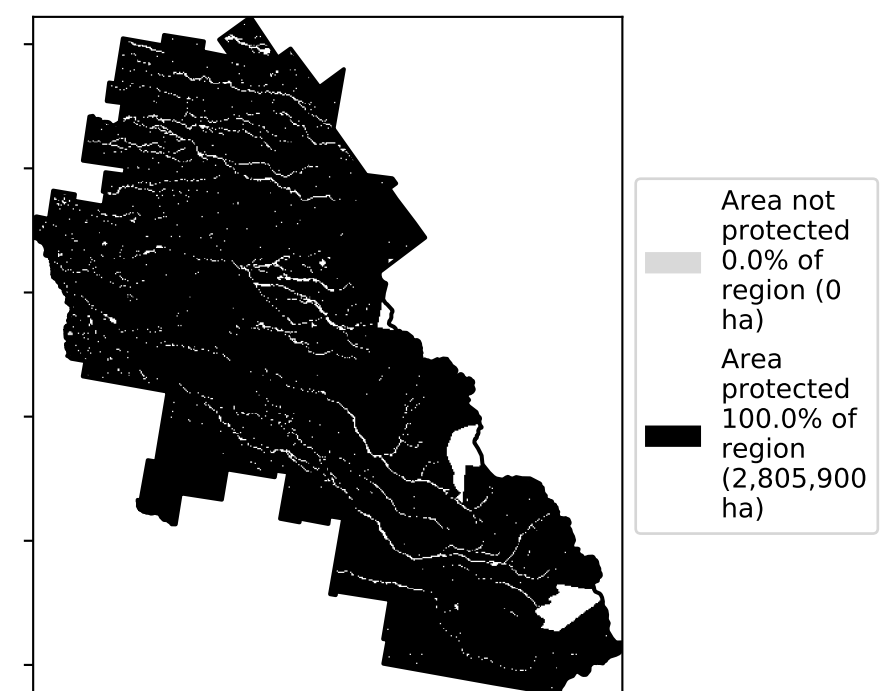 Area not
protected
0.0% of
region (0
ha)
Area
protected
100.0% of
region
(2,805,900
ha)